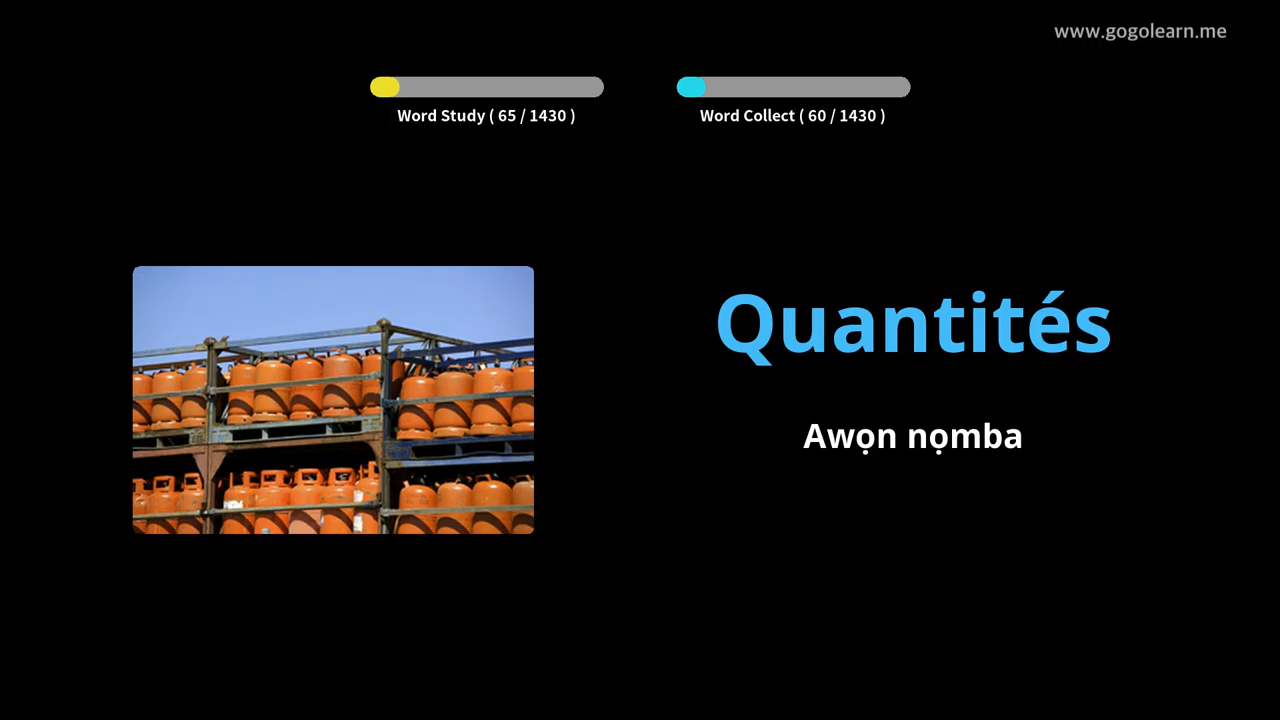 www.gogolearn.me
Word Study ( 65 / 1430 )
Word Collect ( 60 / 1430 )
Quantités
Awọn nọmba